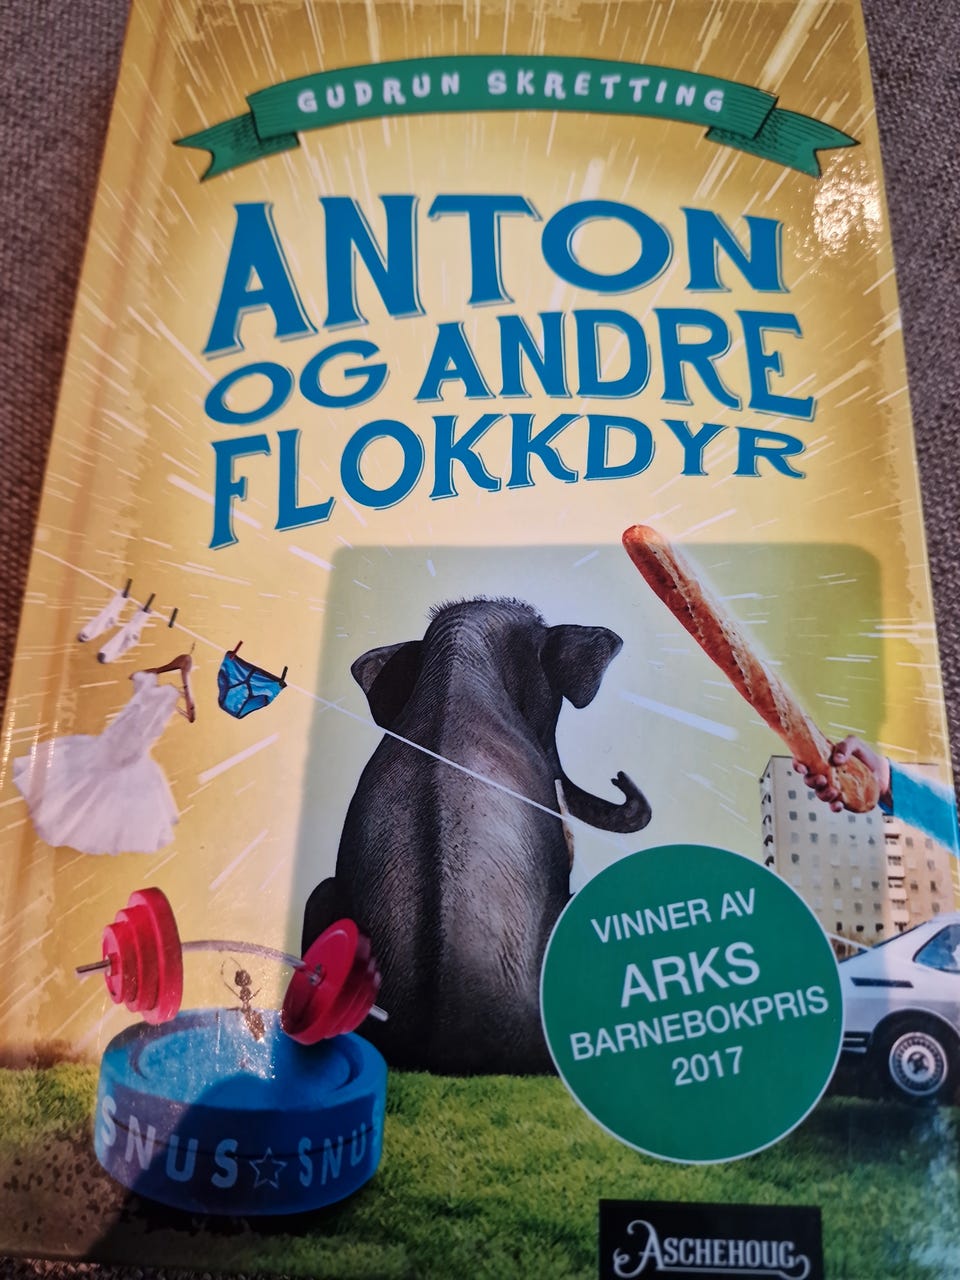 GUDRUN SKRETTING
ANTON
OG ANDRE
FLOKKDYR
VINNER AV
ARKS
BARNEBOKPRIS
2017
SNUS ☆ SNUS
ASCHEHOUG